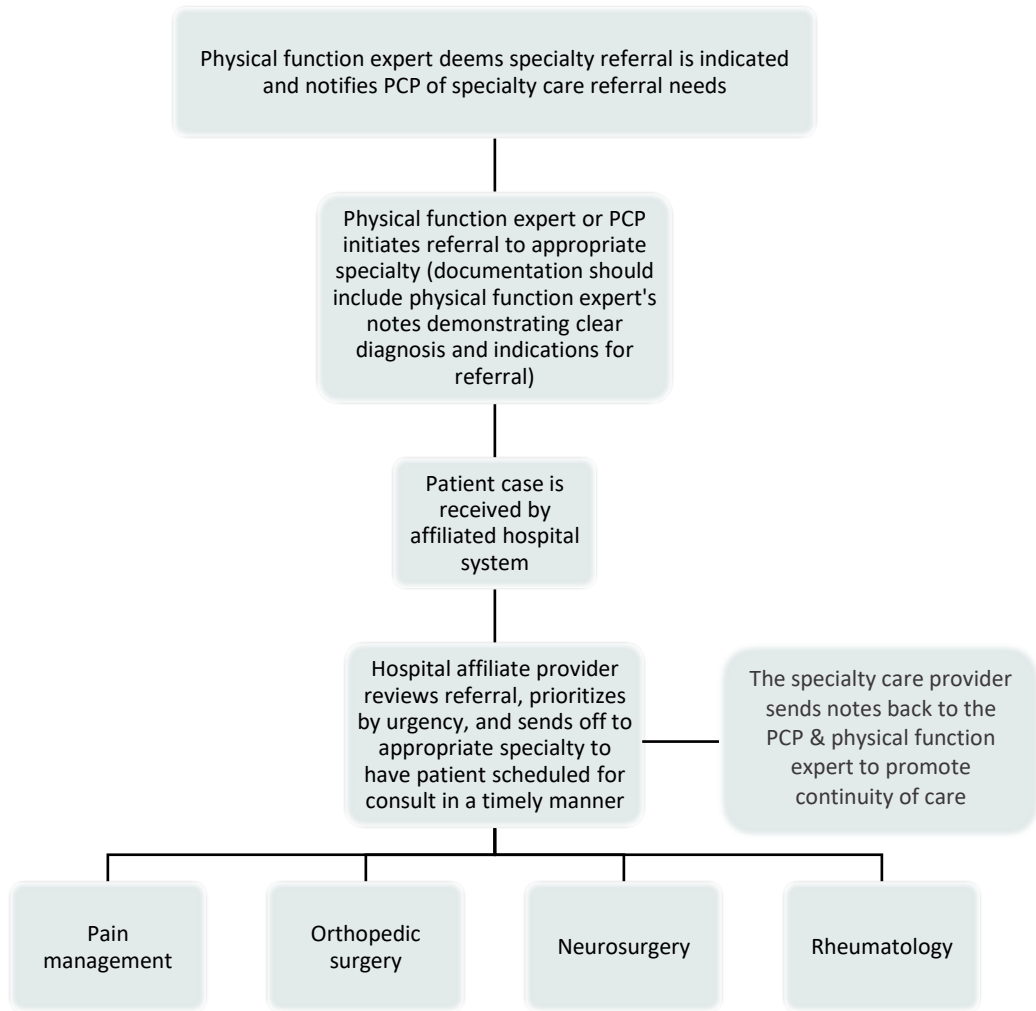 Physical function expert deems specialty referral is indicated
and notifies PCP of specialty care referral needs
Physical function expert or PCP
initiates referral to appropriate
specialty (documentation should
include physical function expert's
notes demonstrating clear
diagnosis and indications for
referral)
Patient case is
received by
affiliated hospital
system
Hospital affiliate provider
reviews referral, prioritizes
by urgency, and sends off to
appropriate specialty to
have patient scheduled for
consult in a timely manner
The specialty care provider
sends notes back to the
PCP & physical function
expert to promote
continuity of care
Pain
management
Orthopedic
surgery
Neurosurgery
Rheumatology